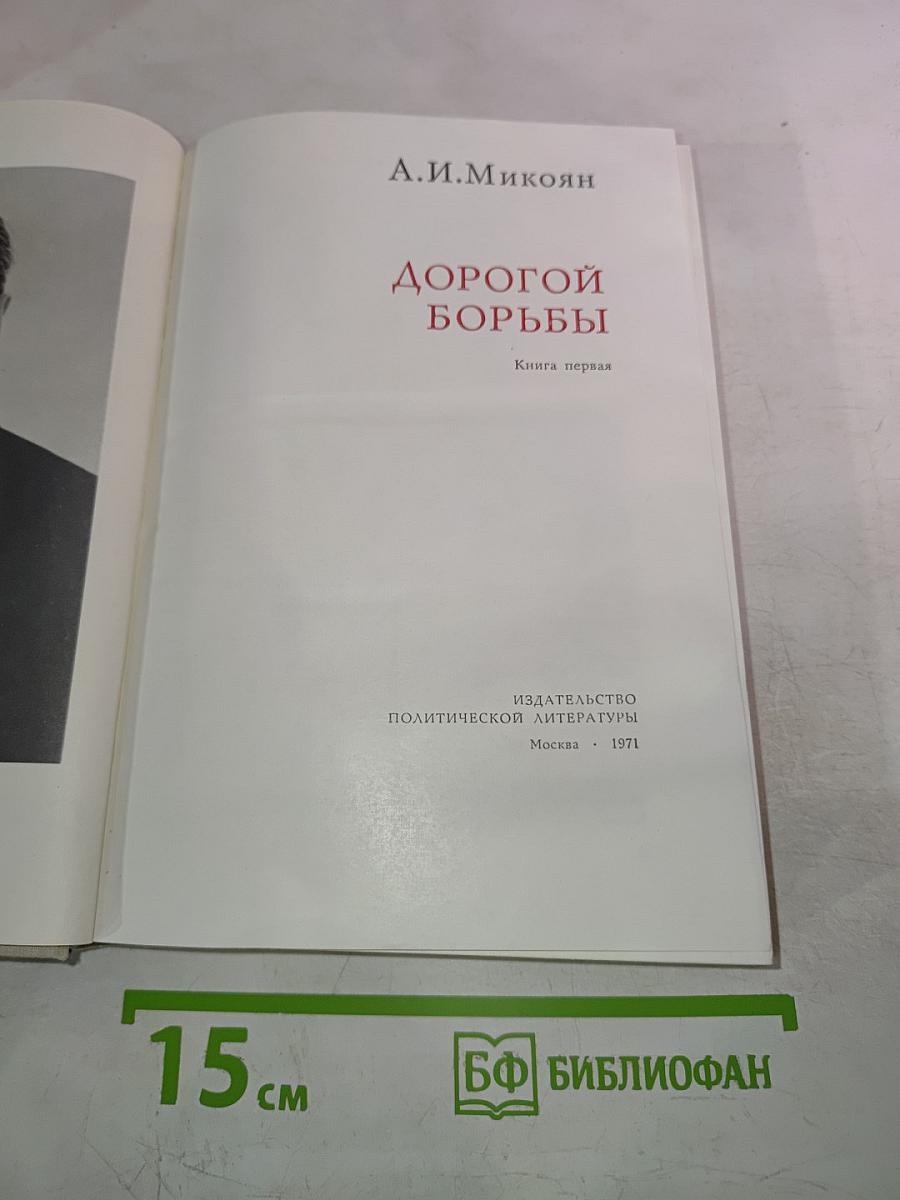 А.И.Микоян
ДОРОГОЙ
БОРЬБЫ
Книга первая
ИЗДАТЕЛЬСТВО
ПОЛИТИЧЕСКОЙ ЛИТЕРАТУРЫ
Москва · 1971
15 см
БФ БИБЛИОФАН